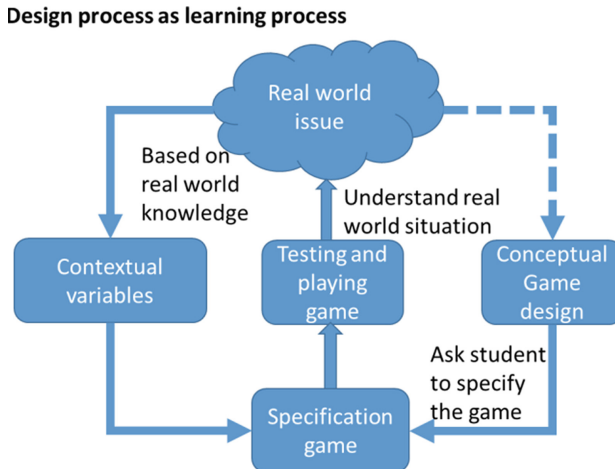 Design process as learning process
Real world
issue
Based on
real world
knowledge
Understand real
world situation
Contextual
variables
Testing and
playing
game
Conceptual
Game
design
Ask student
to specify
the game
Specification
game